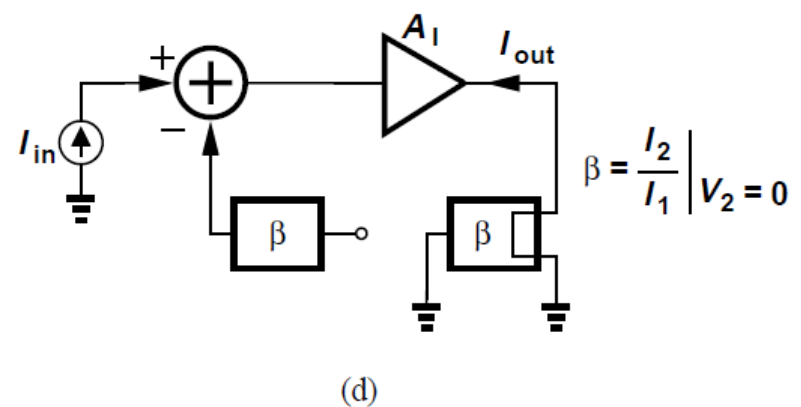 A_I
I_out
+
+
−
I_in
β
β
β = I_2 / I_1 | V_2 = 0
(d)